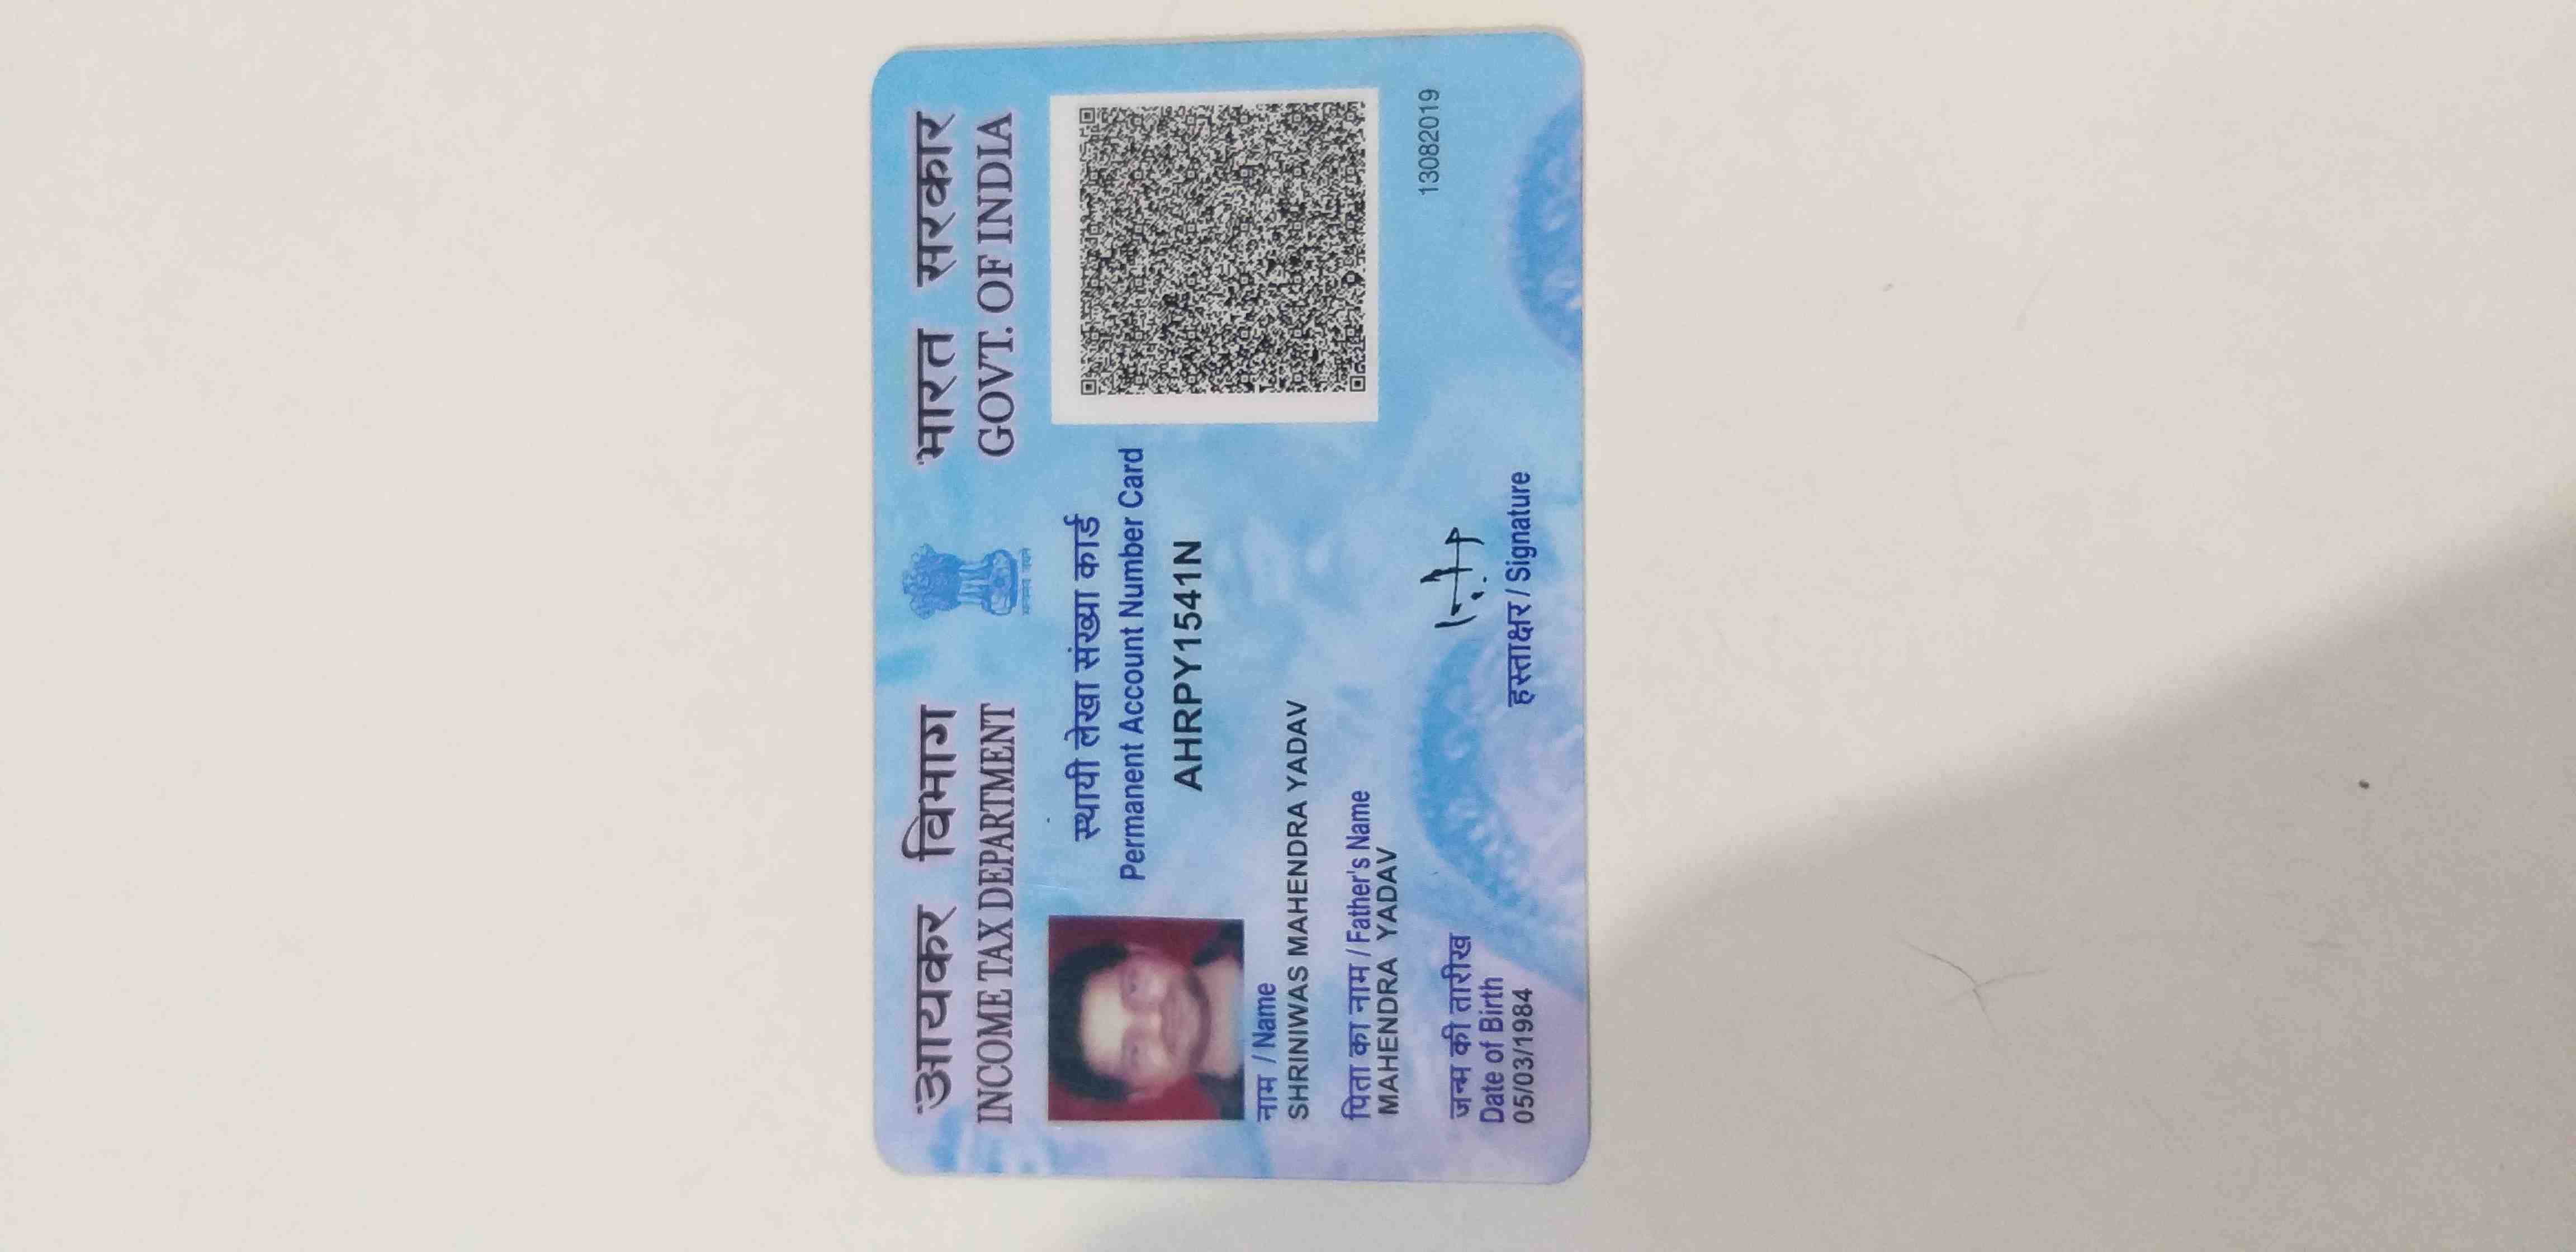 आयकर विभाग
INCOME TAX DEPARTMENT
भारत सरकार
GOVT. OF INDIA
स्थायी लेखा संख्या कार्ड
Permanent Account Number Card
AHRPY1541N
नाम / Name
SHRINIWAS MAHENDRA YADAV
पिता का नाम / Father's Name
MAHENDRA YADAV
जन्म की तारीख
Date of Birth
05/03/1984
हस्ताक्षर / Signature
13082019